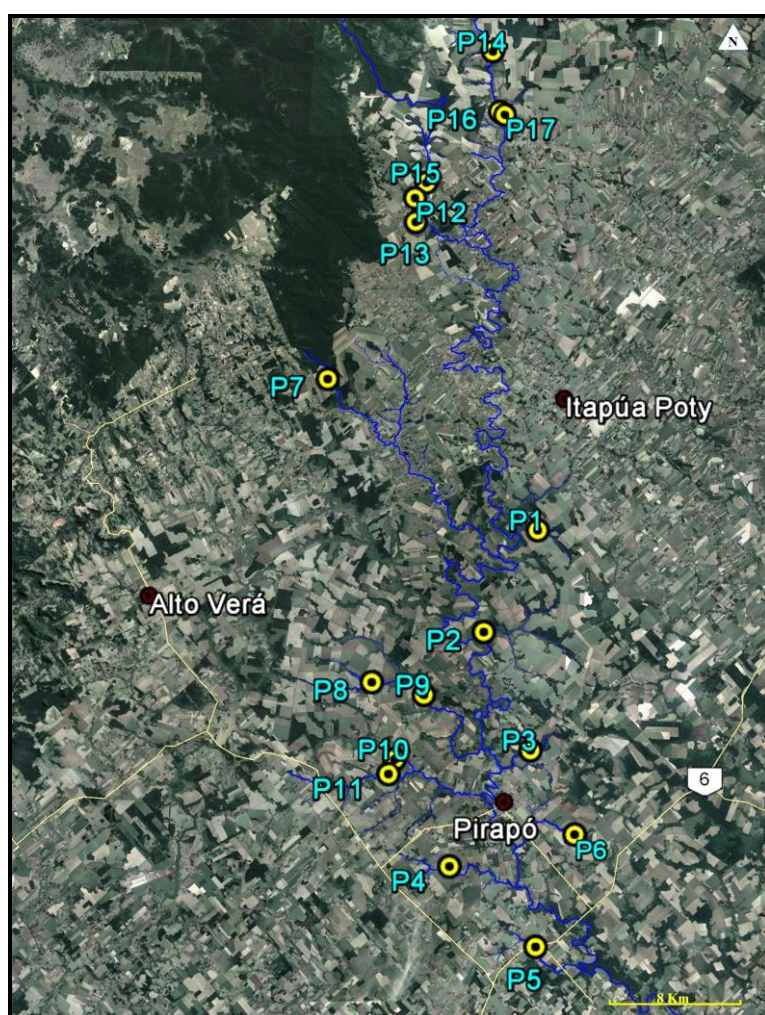 P14
N
P16
P17
P15
P12
P13
P7
Itapúa Poty
P1
Alto Verá
P2
P8
P9
P3
P10
P11
6
Pirapó
P6
P4
P5
8 Km